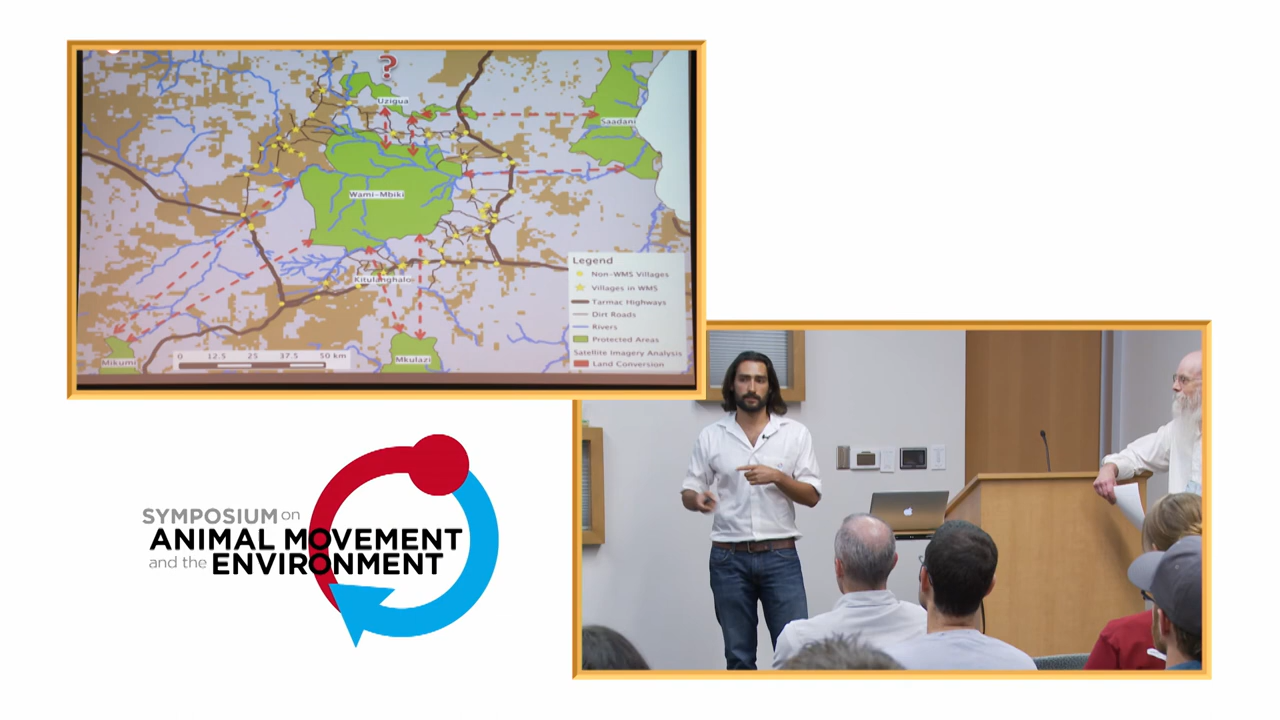 ?
Uzigua
Saadani
Wami-Mbiki
Kitulanghalo
Mikumi
Mkulazi
0 12.5 25 37.5 50 km
Legend
Non-WMS Villages
Villages in WMS
Tarmac Highways
Dirt Roads
Rivers
Protected Areas
Satellite Imagery Analysis
Land Conversion
SYMPOSIUM on
ANIMAL MOVEMENT
and the ENVIRONMENT